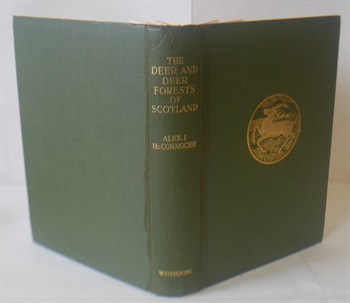 THE
DEER AND
DEER
FORESTS
OF
SCOTLAND
ALEX. I
McCONNOCHIE
WITHERBY